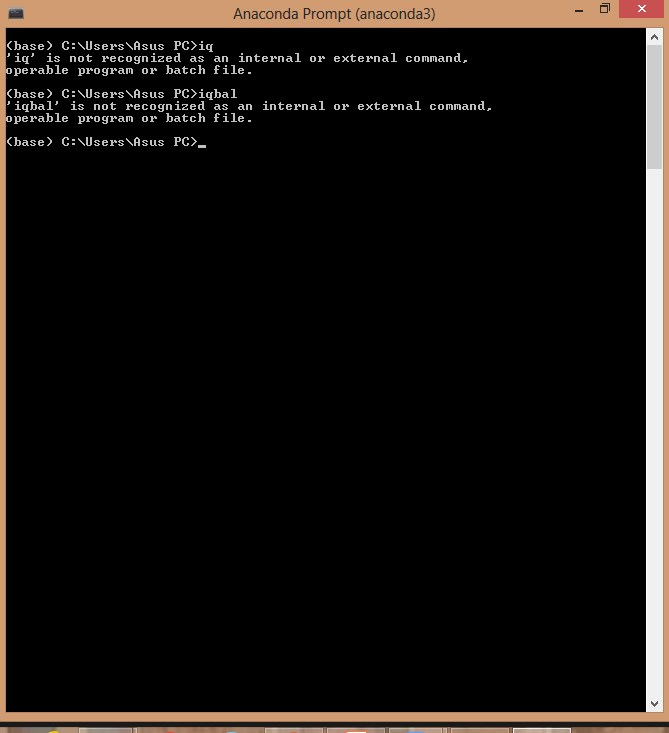 Anaconda Prompt (anaconda3)
(base) C:\Users\Asus PC>iq
'iq' is not recognized as an internal or external command,
operable program or batch file.
(base) C:\Users\Asus PC>iqbal
'iqbal' is not recognized as an internal or external command,
operable program or batch file.
(base) C:\Users\Asus PC>